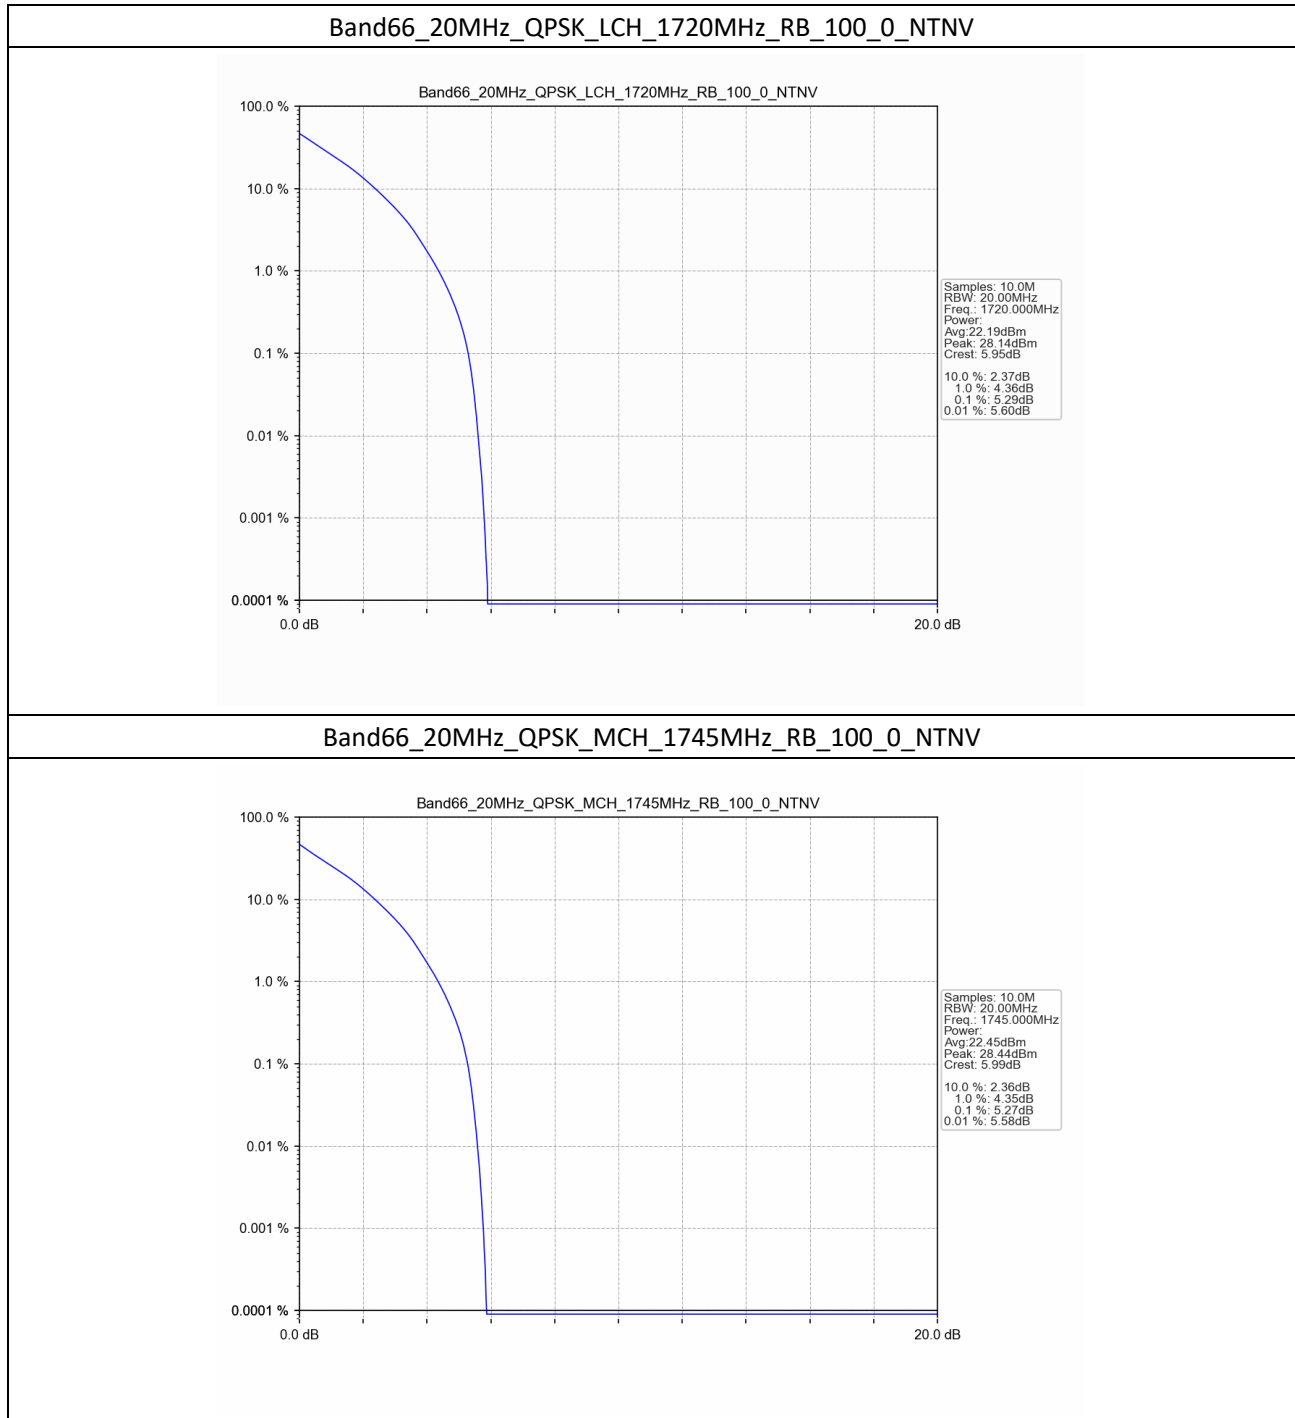 Band66_20MHz_QPSK_LCH_1720MHz_RB_100_0_NTNV
Band66_20MHz_QPSK_LCH_1720MHz_RB_100_0_NTNV
100.0 %
10.0 %
1.0 %
0.1 %
0.01 %
0.001 %
0.0001 %
0.0 dB
20.0 dB
Samples: 10.0M
RBW: 20.00MHz
Freq.: 1720.000MHz
Power:
Avg:22.19dBm
Peak: 28.14dBm
Crest: 5.95dB
10.0 %: 2.37dB
1.0 %: 4.36dB
0.1 %: 5.29dB
0.01 %: 5.60dB
Band66_20MHz_QPSK_MCH_1745MHz_RB_100_0_NTNV
Band66_20MHz_QPSK_MCH_1745MHz_RB_100_0_NTNV
100.0 %
10.0 %
1.0 %
0.1 %
0.01 %
0.001 %
0.0001 %
0.0 dB
20.0 dB
Samples: 10.0M
RBW: 20.00MHz
Freq.: 1745.000MHz
Power:
Avg:22.45dBm
Peak: 28.44dBm
Crest: 5.99dB
10.0 %: 2.36dB
1.0 %: 4.35dB
0.1 %: 5.27dB
0.01 %: 5.58dB